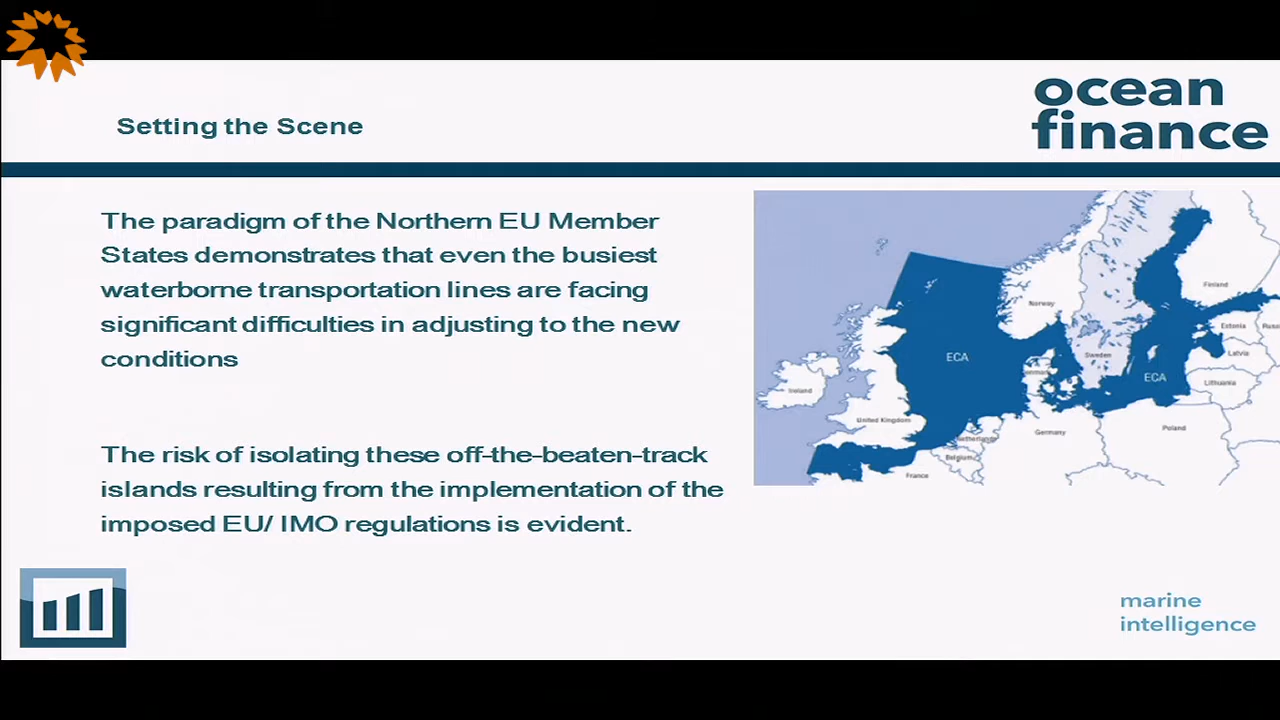 ocean
finance
Setting the Scene
The paradigm of the Northern EU Member
States demonstrates that even the busiest
waterborne transportation lines are facing
significant difficulties in adjusting to the new
conditions
The risk of isolating these off-the-beaten-track
islands resulting from the implementation of the
imposed EU/ IMO regulations is evident.
Finland
Norway
Estonia
Russ
Sweden
Latvia
ECA
ECA
Denmark
Lithuania
Ireland
United Kingdom
Poland
Germany
Netherlands
Belgium
France
marine
intelligence